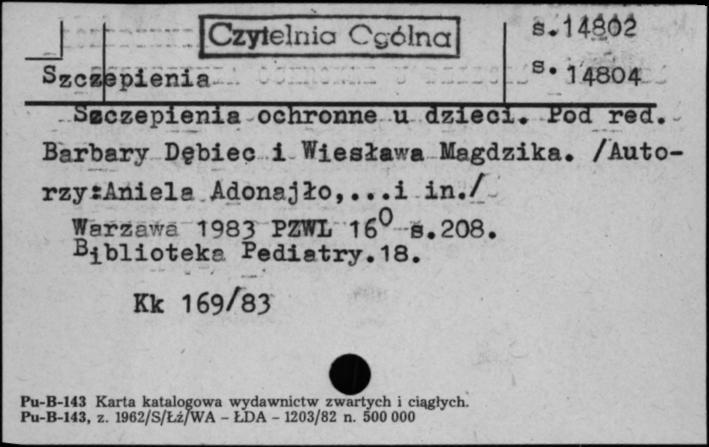 Czytelnia Ogólna
s.14802
Szczepienia
s. 14804
Szczepienia ochronne u dzieci. Pod red.
Barbary Dębiec i Wiesława Magdzika. /Auto-
rzy:Aniela Adonajło,...i in./
Warszawa 1983 PZWL 16⁰ s.208.
Biblioteka Pediatry.18.
Kk 169/83
Pu-B-143 Karta katalogowa wydawnictw zwartych i ciągłych.
Pu-B-143, z. 1962/S/Łź/WA – ŁDA – 1203/82 n. 500 000